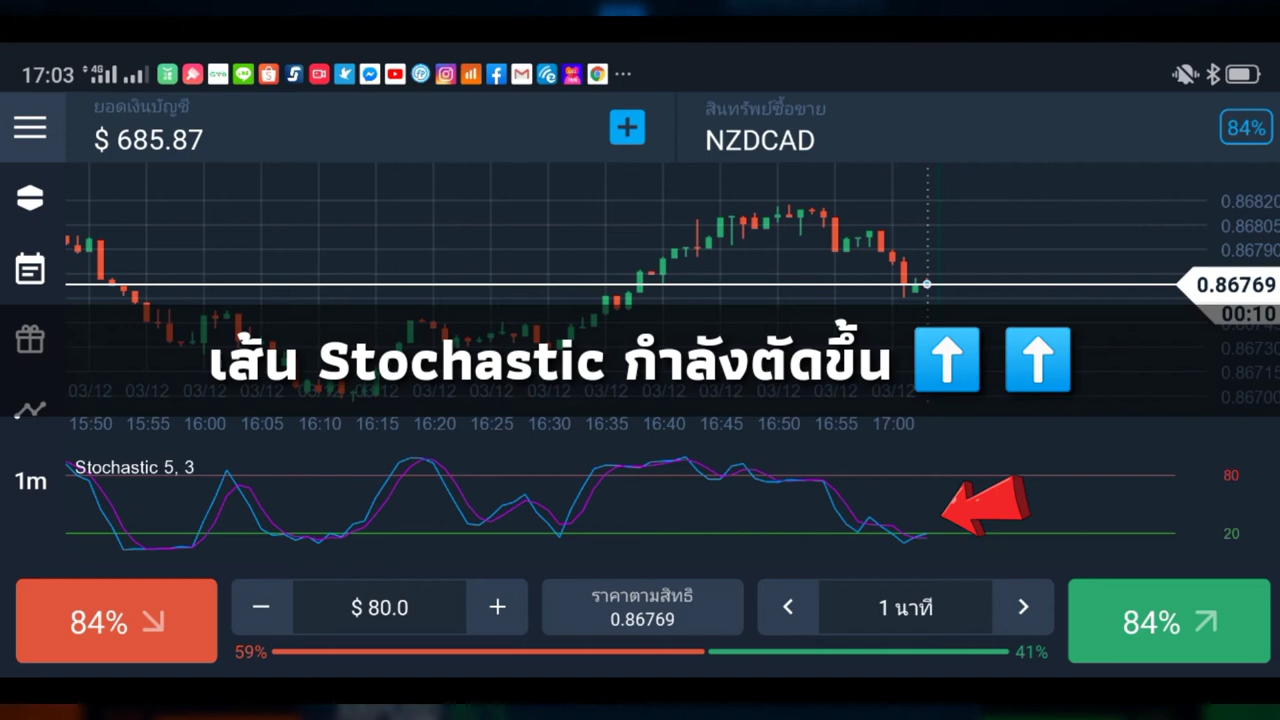 17:03 4G
ยอดเงินบัญชี
$ 685.87
สินทรัพย์ซื้อขาย
NZDCAD
84%
0.86820
0.86805
0.86790
0.86769
00:10
0.86730
0.86715
0.86700
เส้น Stochastic กำลังตัดขึ้น ⬆️ ⬆️
03/12 03/12 03/12 03/12 03/12 03/12 03/12 03/12 03/12 03/12 03/12 03/12 03/12 03/12 03/12
15:50 15:55 16:00 16:05 16:10 16:15 16:20 16:25 16:30 16:35 16:40 16:45 16:50 16:55 17:00
1m
Stochastic 5, 3
80
20
84%
− $ 80.0 +
ราคาตามสิทธิ
0.86769
1 นาที
84%
59% 41%